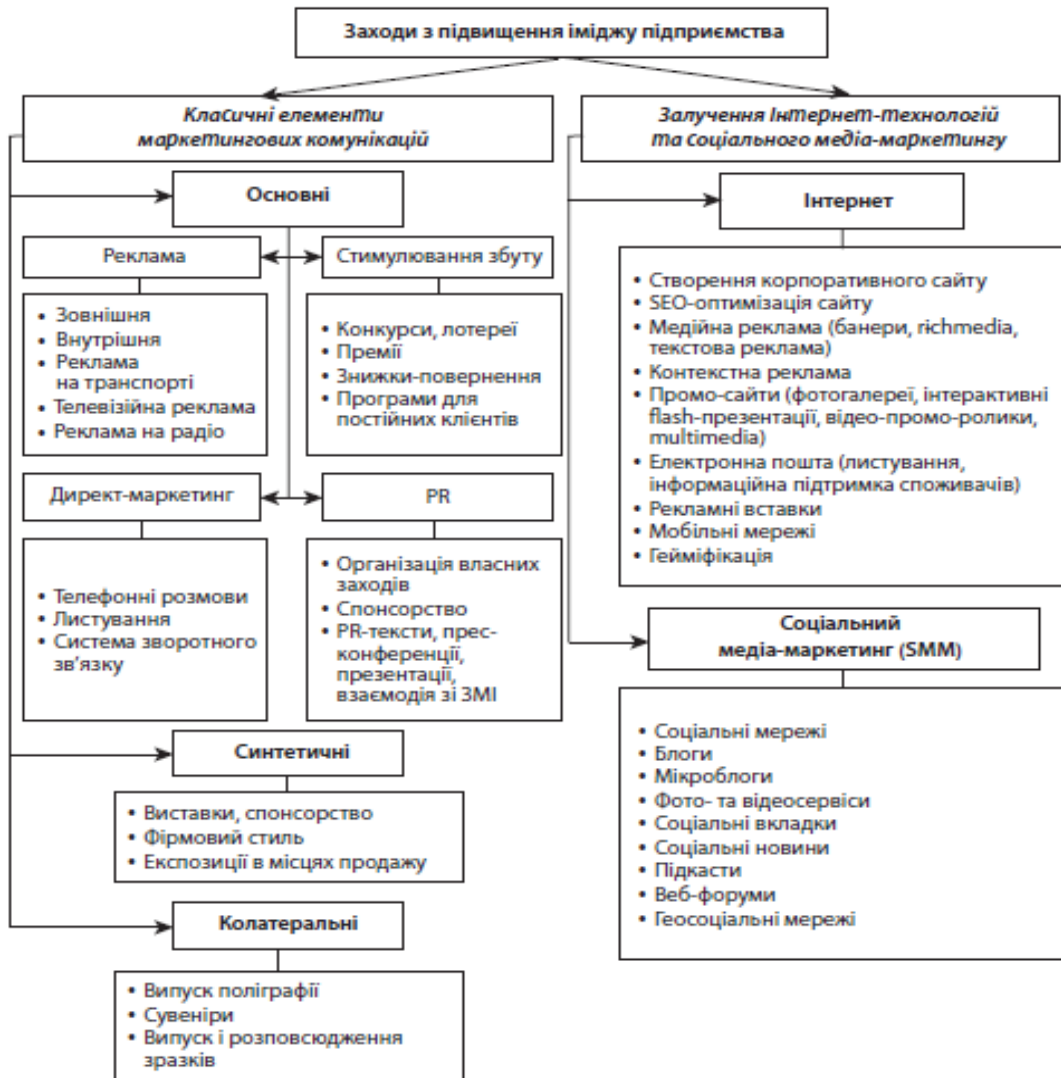 Заходи з підвищення іміджу підприємства
Класичні елементи
маркетингових комунікацій
Основні
Реклама
• Зовнішня
• Внутрішня
• Реклама
на транспорті
• Телевізійна реклама
• Реклама на радіо
Стимулювання збуту
• Конкурси, лотереї
• Премії
• Знижки-повернення
• Програми для
постійних клієнтів
Директ-маркетинг
• Телефонні розмови
• Листування
• Система зворотного
зв’язку
PR
• Організація власних
заходів
• Спонсорство
• PR-тексти, прес-
конференції,
презентації,
взаємодія зі ЗМІ
Синтетичні
• Виставки, спонсорство
• Фірмовий стиль
• Експозиції в місцях продажу
Колатеральні
• Випуск поліграфії
• Сувеніри
• Випуск і розповсюдження
зразків
Залучення Інтернет-технологій
та соціального медіа-маркетингу
Інтернет
• Створення корпоративного сайту
• SEO-оптимізація сайту
• Медійна реклама (банери, richmedia,
текстова реклама)
• Контекстна реклама
• Промо-сайти (фотогалереї, інтерактивні
flash-презентації, відео-промо-ролики,
multimedia)
• Електронна пошта (листування,
інформаційна підтримка споживачів)
• Рекламні вставки
• Мобільні мережі
• Гейміфікація
Соціальний
медіа-маркетинг (SMM)
• Соціальні мережі
• Блоги
• Мікроблоги
• Фото- та відеосервіси
• Соціальні вкладки
• Соціальні новини
• Підкасти
• Веб-форуми
• Геосоціальні мережі